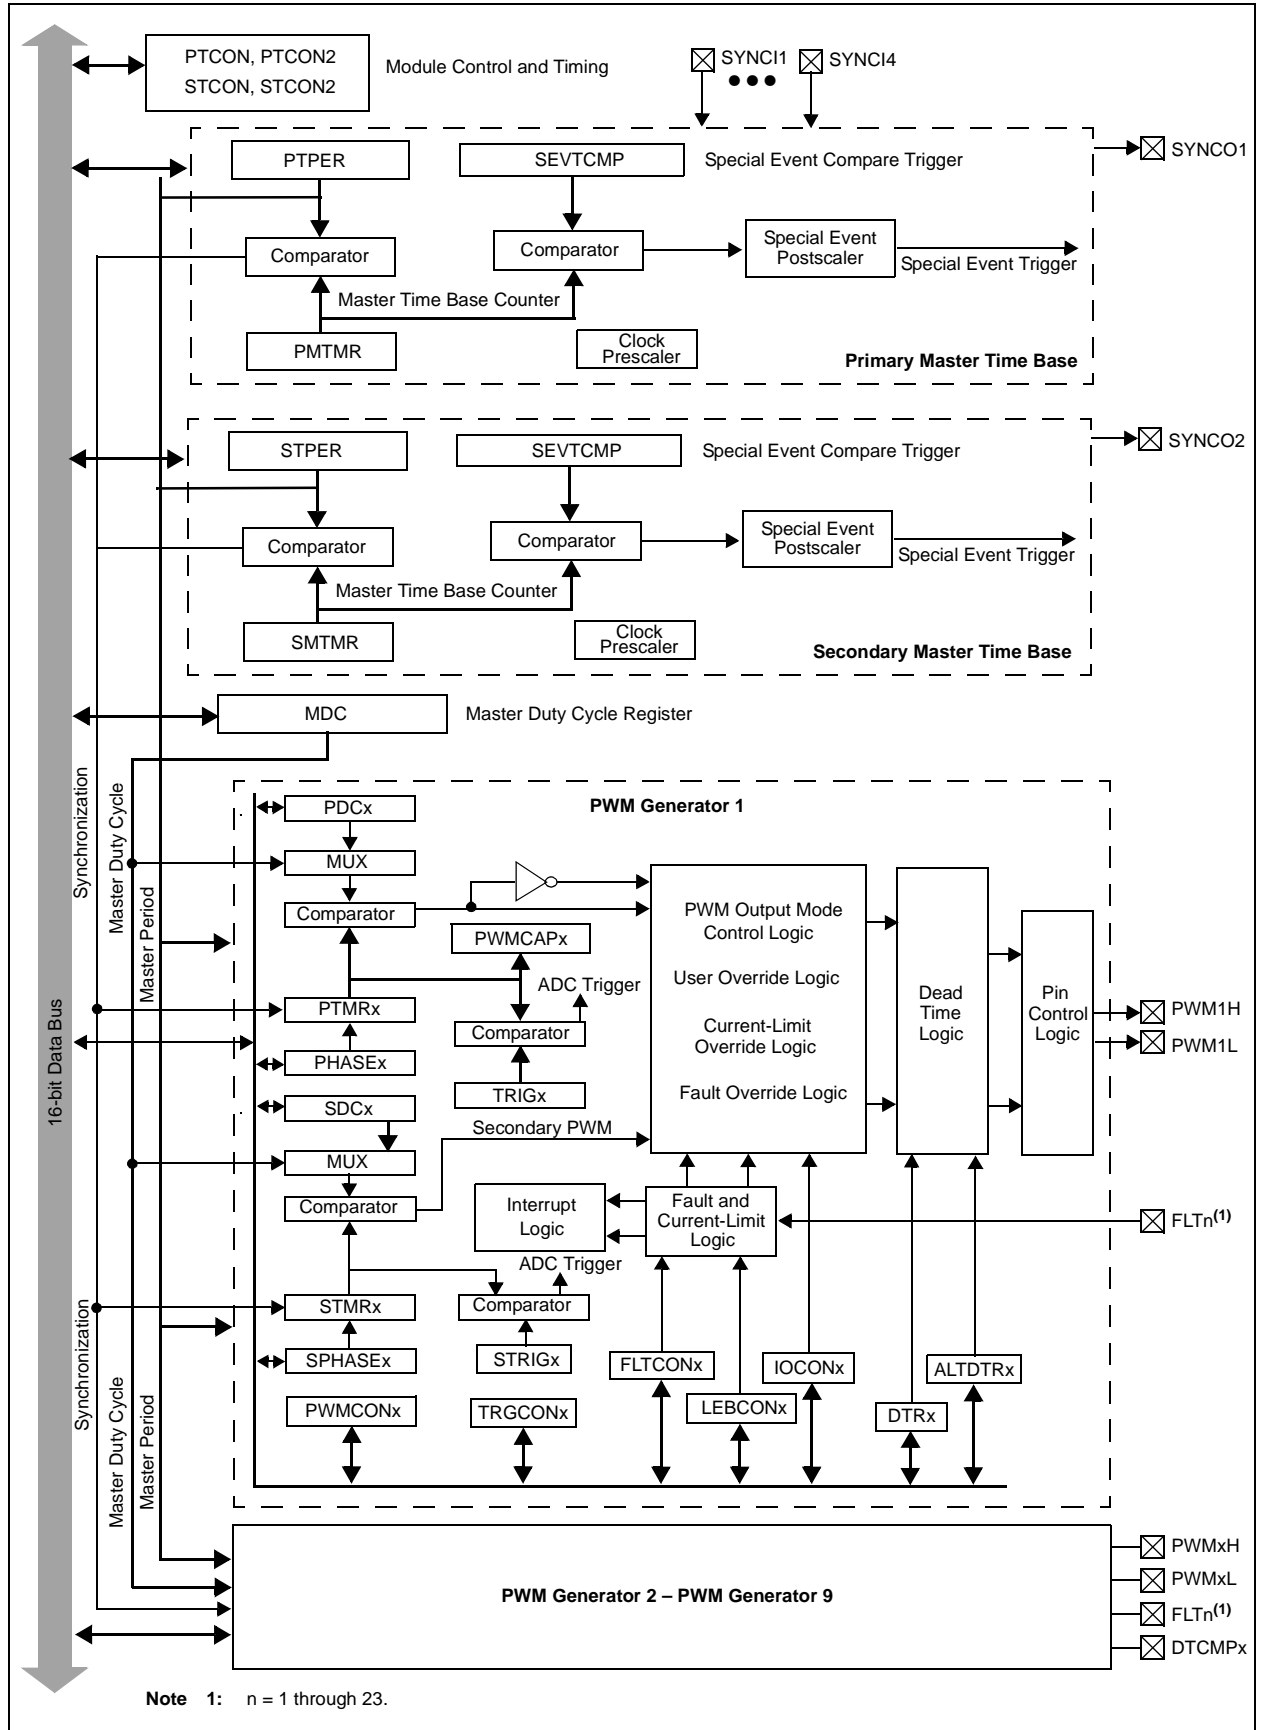 PTCON, PTCON2
STCON, STCON2
Module Control and Timing
SYNCI1
SYNCI4
SYNCO1
PTPER
SEVTCMP
Special Event Compare Trigger
Comparator
Comparator
Special Event
Postscaler
Special Event Trigger
Master Time Base Counter
PMTMR
Clock
Prescaler
Primary Master Time Base
SYNCO2
STPER
SEVTCMP
Special Event Compare Trigger
Comparator
Comparator
Special Event
Postscaler
Special Event Trigger
Master Time Base Counter
SMTMR
Clock
Prescaler
Secondary Master Time Base
MDC
Master Duty Cycle Register
16-bit Data Bus
Synchronization
Master Duty Cycle
Master Period
PWM Generator 1
PDCx
MUX
Comparator
PWMCAPx
ADC Trigger
PTMRx
Comparator
PHASEx
TRIGx
SDCx
Secondary PWM
MUX
Comparator
PWM Output Mode
Control Logic
User Override Logic
Current-Limit
Override Logic
Fault Override Logic
Dead
Time
Logic
Pin
Control
Logic
PWM1H
PWM1L
Interrupt
Logic
Fault and
Current-Limit
Logic
FLTn(1)
ADC Trigger
STMRx
Comparator
SPHASEx
STRIGx
FLTCONx
IOCONx
ALTDTRx
PWMCONx
TRGCONx
LEBCONx
DTRx
Synchronization
Master Duty Cycle
Master Period
PWM Generator 2 – PWM Generator 9
PWMxH
PWMxL
FLTn(1)
DTCMPx
Note 1: n = 1 through 23.